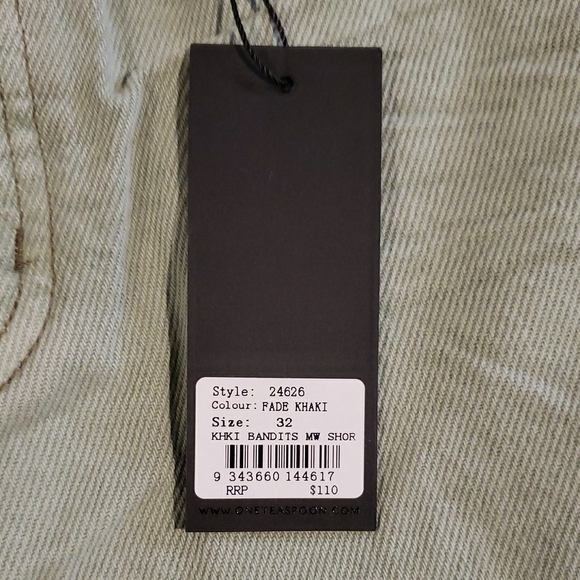 Style: 24626
Colour: FADE KHAKI
Size: 32
KHKI BANDITS MW SHOR
9 343660 144617
RRP $110
WWW.ONETEASPOON.COM